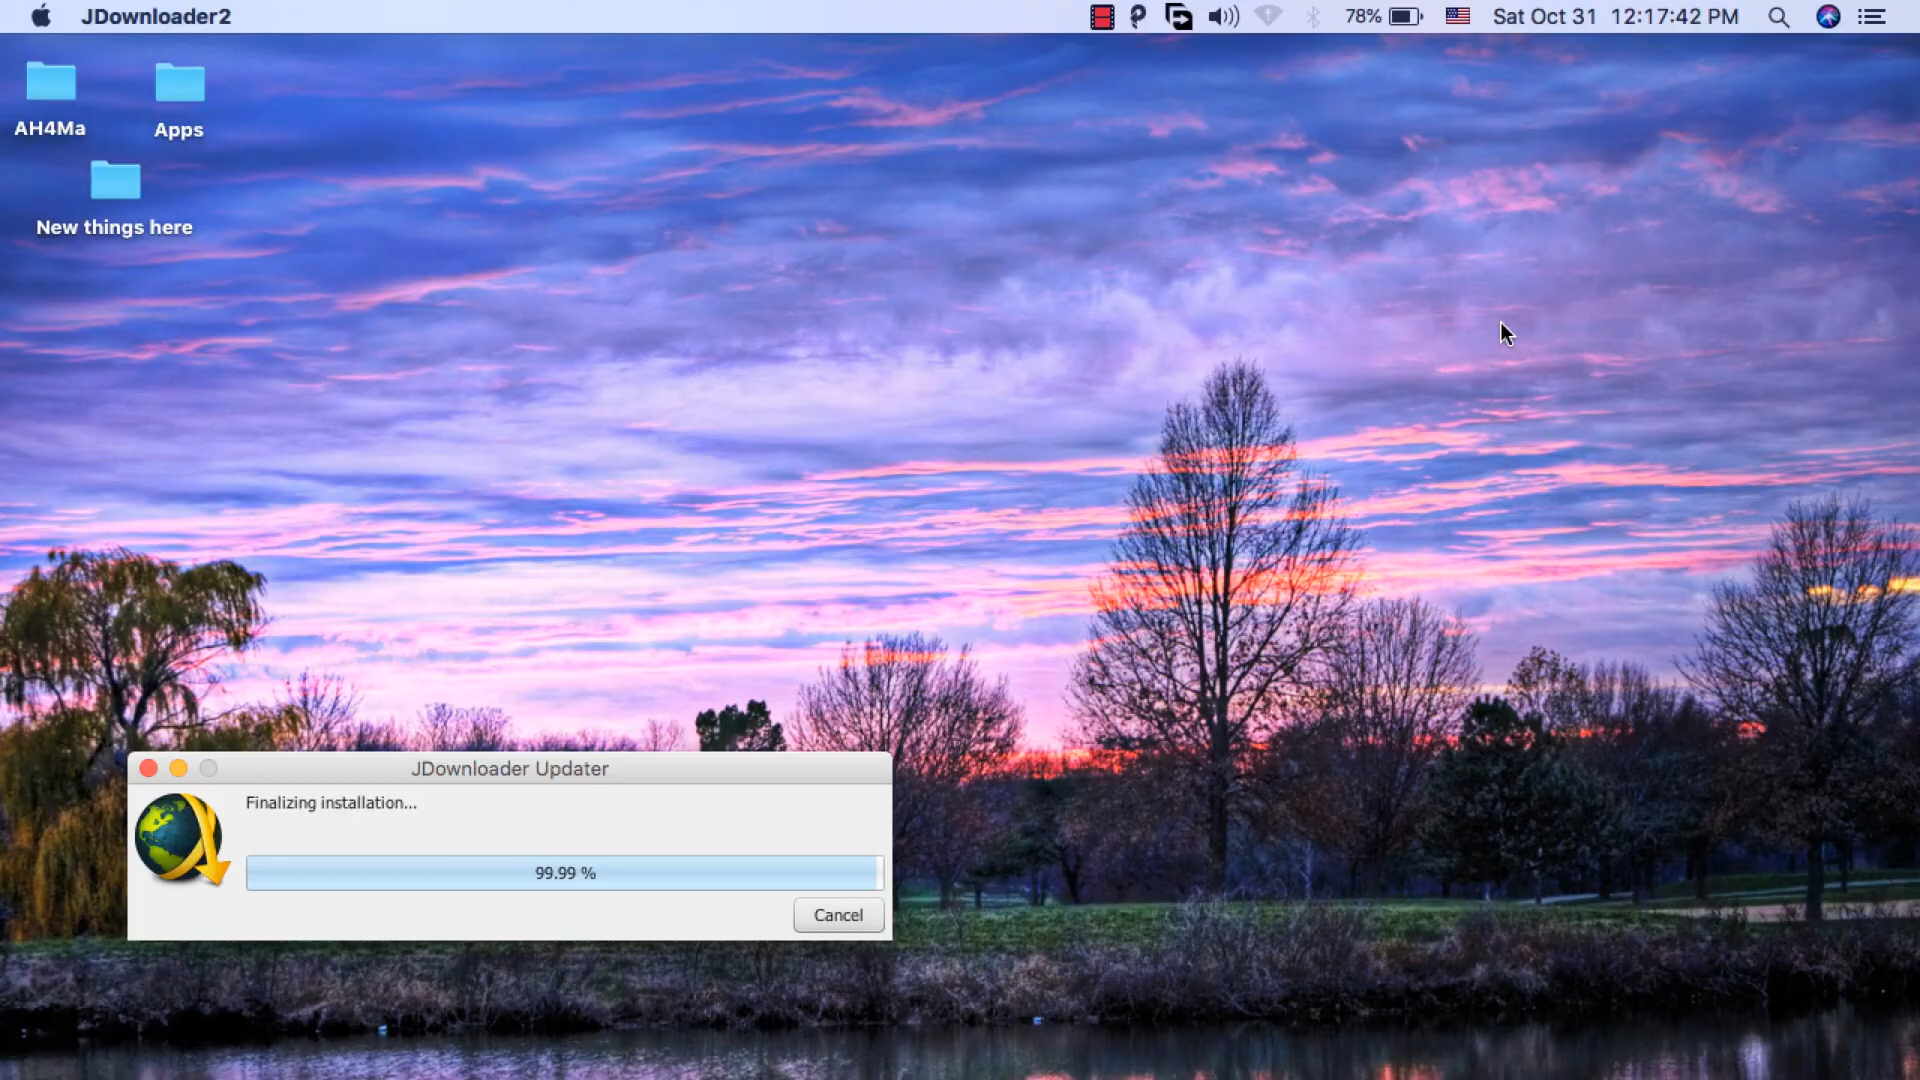 JDownloader2 78% Sat Oct 31 12:17:42 PM
AH4Ma Apps
New things here
JDownloader Updater
Finalizing installation...
99.99 %
Cancel